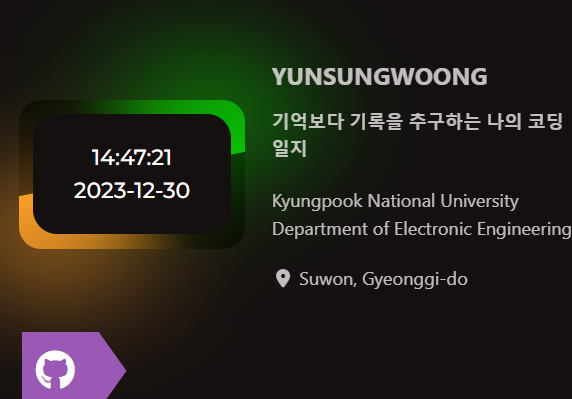 14:47:21
2023-12-30
YUNSUNGWOONG
기억보다 기록을 추구하는 나의 코딩
일지
Kyungpook National University
Department of Electronic Engineering
Suwon, Gyeonggi-do